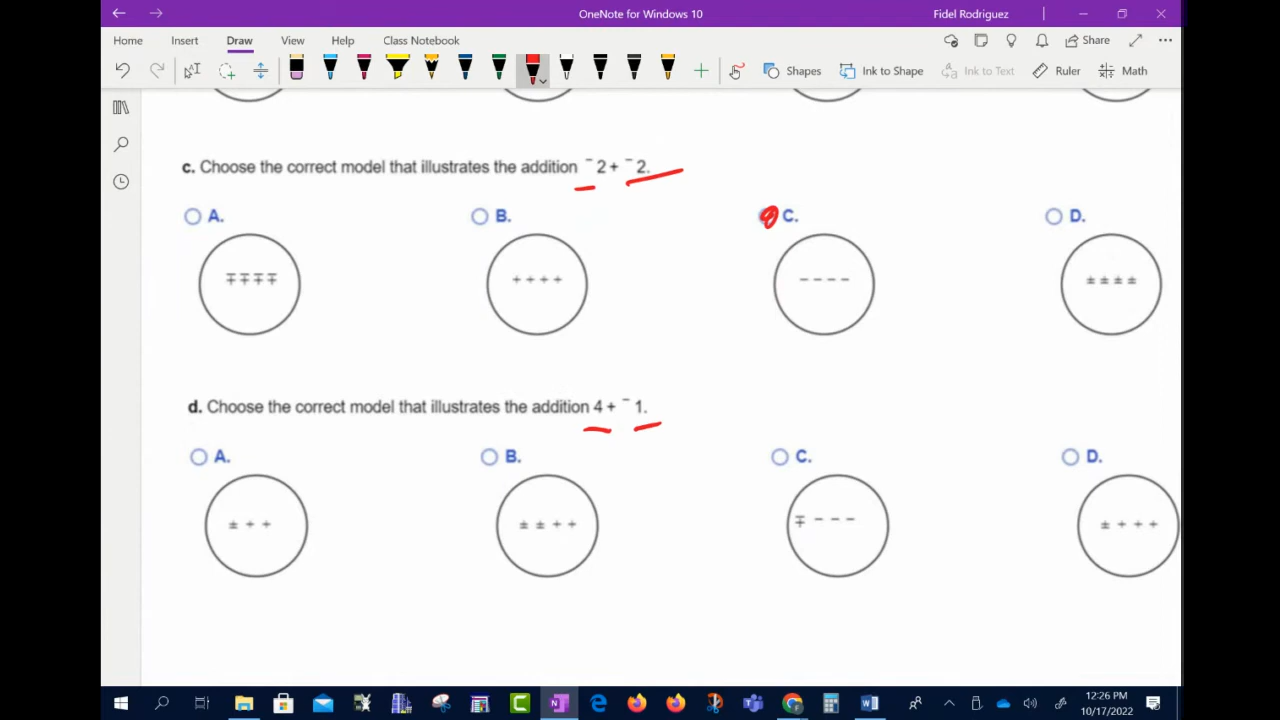 OneNote for Windows 10
Fidel Rodriguez
Home Insert Draw View Help Class Notebook
Share
Shapes Ink to Shape Ink to Text Ruler Math
c. Choose the correct model that illustrates the addition ⁻2 + ⁻2.
A. B. C. D.
∓∓∓∓ ++++ −−−− ±±±±
d. Choose the correct model that illustrates the addition 4 + ⁻1.
A. B. C. D.
±++ ±±++ ∓−−− ±+++
12:26 PM
10/17/2022